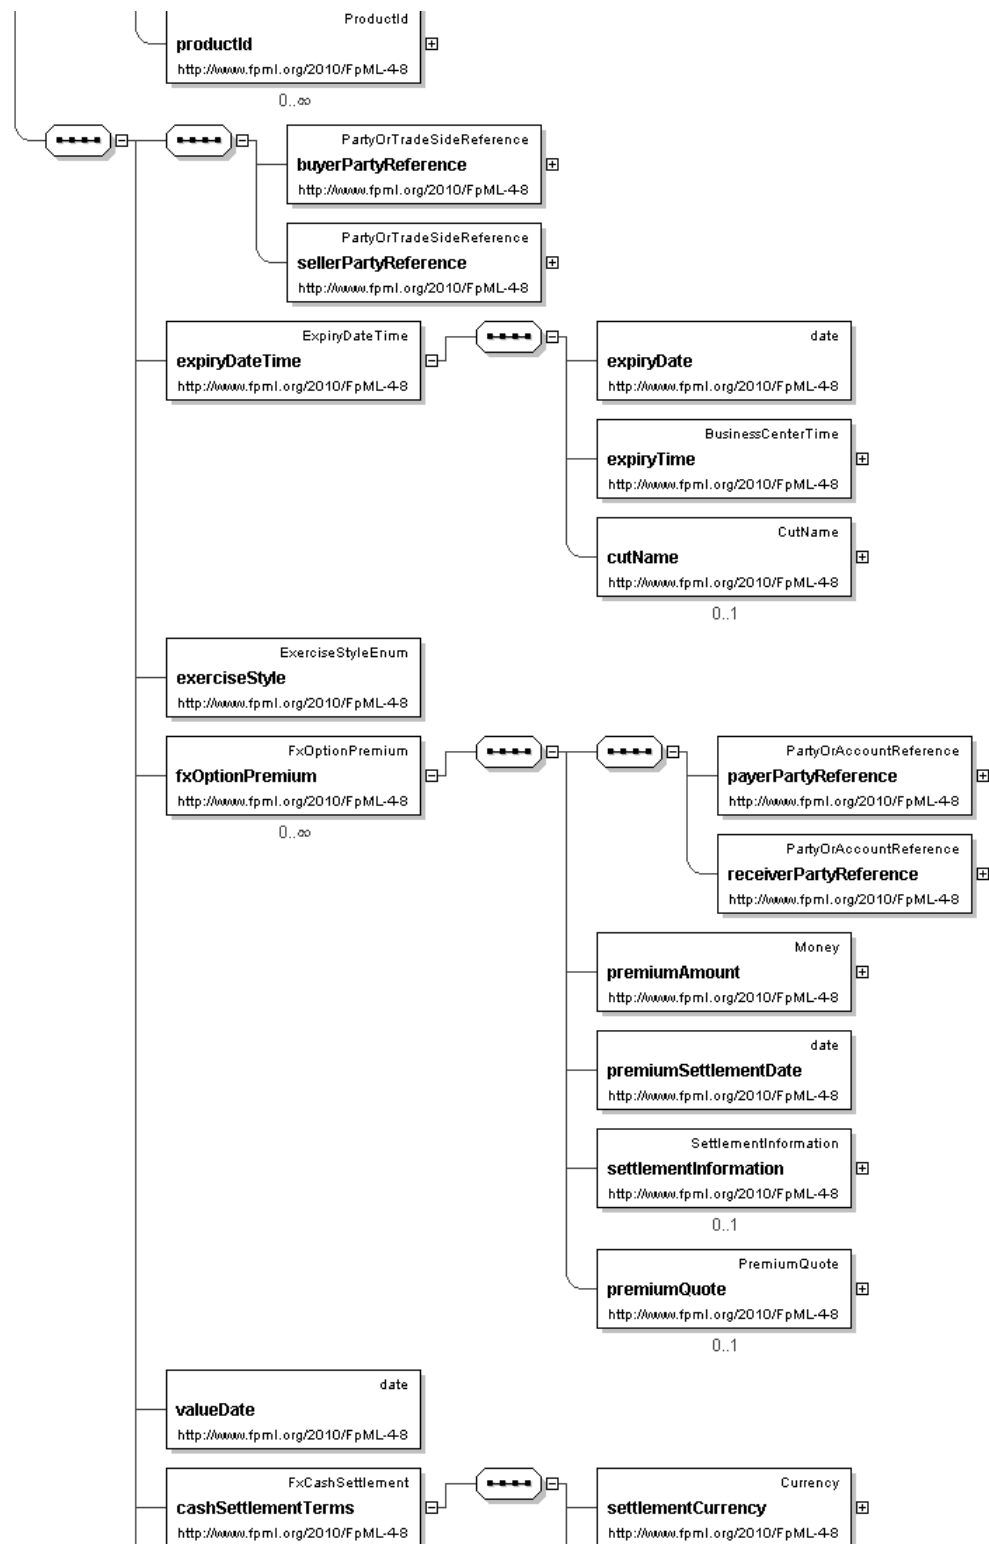 ProductId
productId
http://www.fpml.org/2010/FpML-4-8
0..∞
PartyOrTradeSideReference
buyerPartyReference
http://www.fpml.org/2010/FpML-4-8
PartyOrTradeSideReference
sellerPartyReference
http://www.fpml.org/2010/FpML-4-8
ExpiryDateTime
expiryDateTime
http://www.fpml.org/2010/FpML-4-8
date
expiryDate
http://www.fpml.org/2010/FpML-4-8
BusinessCenterTime
expiryTime
http://www.fpml.org/2010/FpML-4-8
CutName
cutName
http://www.fpml.org/2010/FpML-4-8
0..1
ExerciseStyleEnum
exerciseStyle
http://www.fpml.org/2010/FpML-4-8
FxOptionPremium
fxOptionPremium
http://www.fpml.org/2010/FpML-4-8
0..∞
PartyOrAccountReference
payerPartyReference
http://www.fpml.org/2010/FpML-4-8
PartyOrAccountReference
receiverPartyReference
http://www.fpml.org/2010/FpML-4-8
Money
premiumAmount
http://www.fpml.org/2010/FpML-4-8
date
premiumSettlementDate
http://www.fpml.org/2010/FpML-4-8
SettlementInformation
settlementInformation
http://www.fpml.org/2010/FpML-4-8
0..1
PremiumQuote
premiumQuote
http://www.fpml.org/2010/FpML-4-8
0..1
date
valueDate
http://www.fpml.org/2010/FpML-4-8
FxCashSettlement
cashSettlementTerms
http://www.fpml.org/2010/FpML-4-8
Currency
settlementCurrency
http://www.fpml.org/2010/FpML-4-8